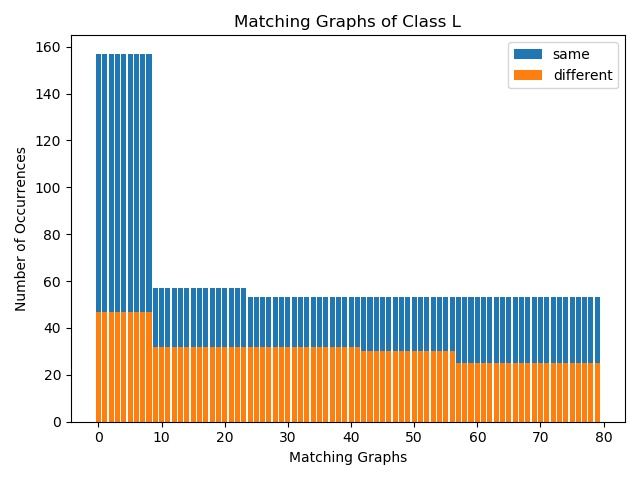 Matching Graphs of Class L
same
different
Number of Occurrences
160
140
120
100
80
60
40
20
0
0 10 20 30 40 50 60 70 80
Matching Graphs